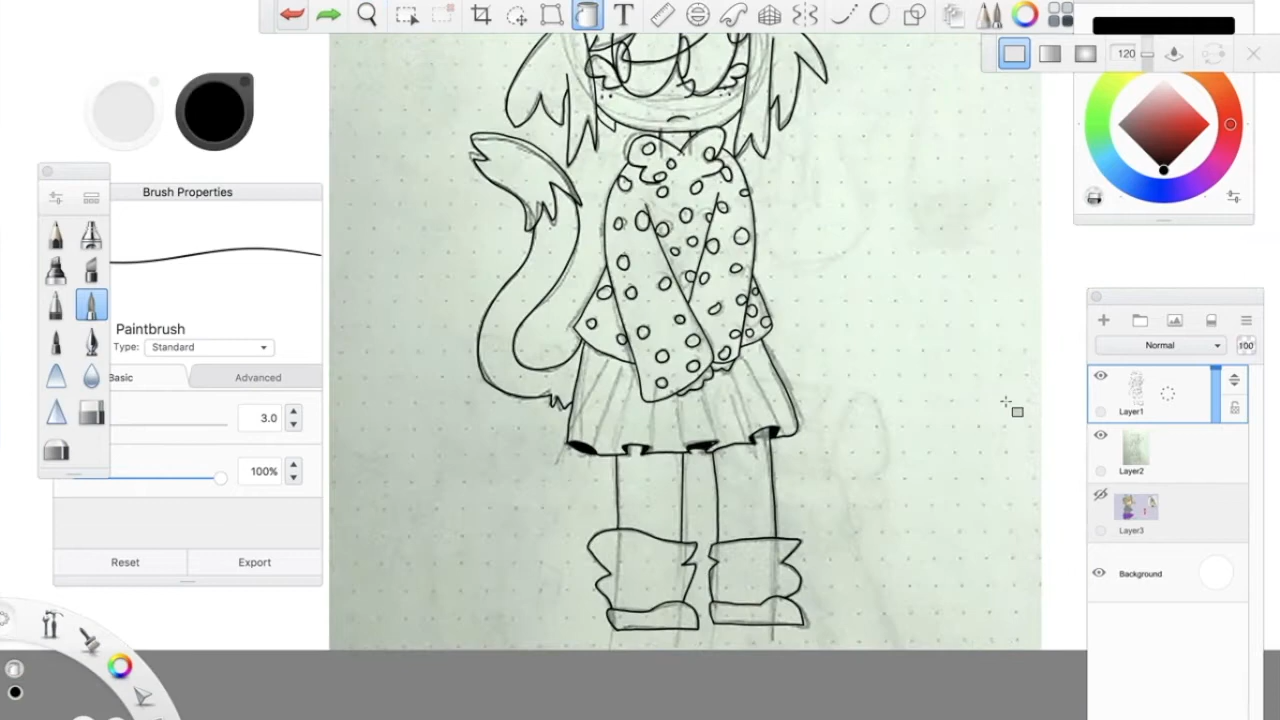 120
Brush Properties
Paintbrush
Type: Standard
Basic
Advanced
3.0
100%
Reset
Export
Normal
100
Layer1
Layer2
Layer3
Background